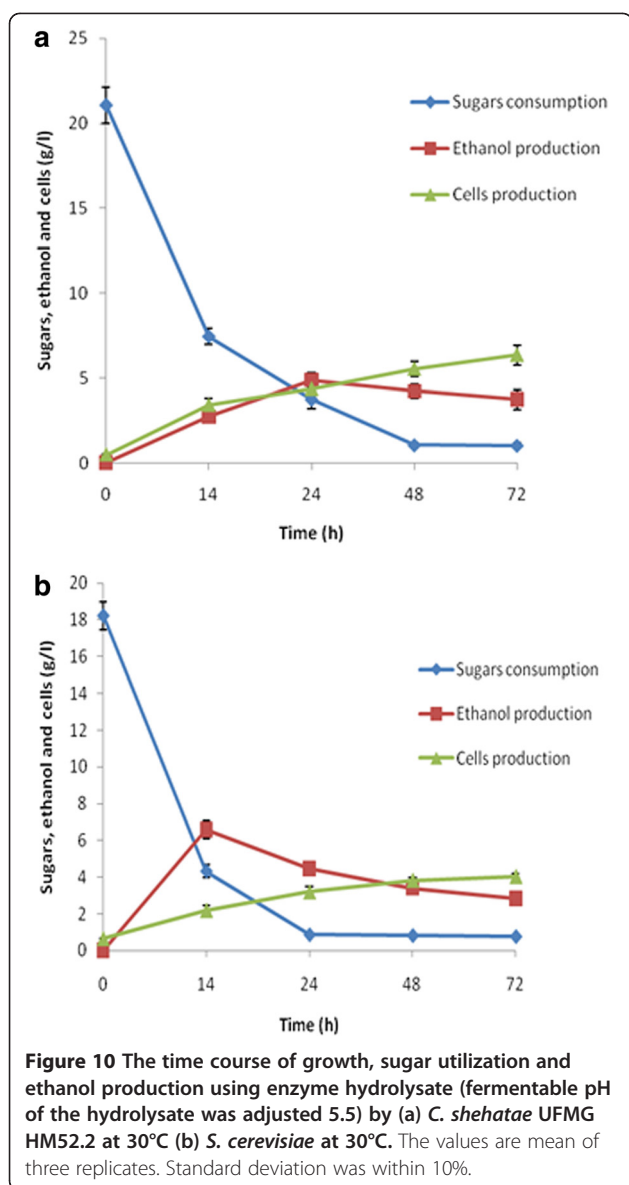 a
25
20
15
10
5
0
Sugars, ethanol and cells (g/l)
Sugars consumption
Ethanol production
Cells production
0 14 24 48 72
Time (h)
b
20
18
16
14
12
10
8
6
4
2
0
Sugars, ethanol and cells (g/l)
Sugars consumption
Ethanol production
Cells production
0 14 24 48 72
Time (h)
Figure 10 The time course of growth, sugar utilization and
ethanol production using enzyme hydrolysate (fermentable pH
of the hydrolysate was adjusted 5.5) by (a) C. shehatae UFMG
HM52.2 at 30°C (b) S. cerevisiae at 30°C. The values are mean of
three replicates. Standard deviation was within 10%.